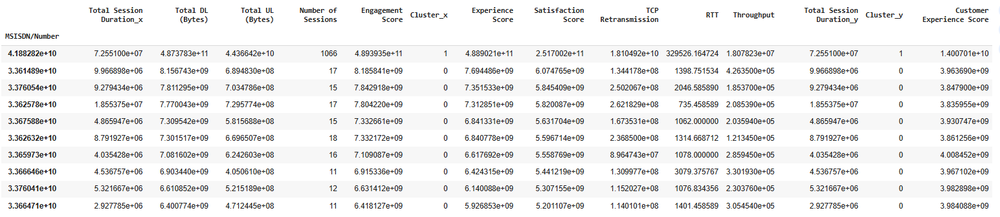 Total Session Duration_x Total DL (Bytes) Total UL (Bytes) Number of Sessions Engagement Score Cluster_x Experience Score Satisfaction Score TCP Retransmission RTT Throughput Total Session Duration_y Cluster_y Customer Experience Score
MSISDN/Number
4.188282e+10 7.255100e+07 4.873783e+11 4.436642e+10 1066 4.893935e+11 1 4.889021e+11 2.517002e+11 1.810492e+10 329526.164724 1.807823e+07 7.255100e+07 1 1.400701e+10
3.361489e+10 9.966898e+06 8.156743e+09 6.894830e+08 17 8.185841e+09 0 7.694486e+09 6.074765e+09 1.344178e+08 1398.751534 4.263500e+05 9.966898e+06 0 3.963690e+09
3.376054e+10 9.279434e+06 7.811295e+09 7.034786e+08 15 7.842918e+09 0 7.351533e+09 5.845409e+09 2.502067e+08 2046.585890 1.853700e+05 9.279434e+06 0 3.847900e+09
3.362578e+10 1.855375e+07 7.770043e+09 7.295774e+08 17 7.804220e+09 0 7.312851e+09 5.820087e+09 2.621829e+08 735.458589 2.085390e+05 1.855375e+07 0 3.835955e+09
3.367588e+10 4.865947e+06 7.309542e+09 5.815688e+08 15 7.332661e+09 0 6.841331e+09 5.631704e+09 1.673531e+08 1062.000000 2.035940e+05 4.865947e+06 0 3.930747e+09
3.362632e+10 8.791927e+06 7.301517e+09 6.696507e+08 18 7.332172e+09 0 6.840778e+09 5.596714e+09 2.368500e+08 1314.668712 1.213450e+05 8.791927e+06 0 3.861256e+09
3.365973e+10 4.035428e+06 7.081602e+09 6.242603e+08 16 7.109087e+09 0 6.617692e+09 5.558769e+09 8.964743e+07 1078.000000 2.859450e+05 4.035428e+06 0 4.008452e+09
3.366646e+10 4.536757e+06 6.903440e+09 4.050610e+08 11 6.915336e+09 0 6.424315e+09 5.441219e+09 1.309977e+08 3079.375767 3.301930e+05 4.536757e+06 0 3.967102e+09
3.376041e+10 5.321667e+06 6.610852e+09 5.215189e+08 12 6.631412e+09 0 6.140088e+09 5.307155e+09 1.152027e+08 1076.834356 2.303760e+05 5.321667e+06 0 3.982898e+09
3.366471e+10 2.927785e+06 6.400774e+09 4.712445e+08 11 6.418127e+09 0 5.926853e+09 5.201107e+09 1.140101e+08 1401.458589 3.054540e+05 2.927785e+06 0 3.984088e+09